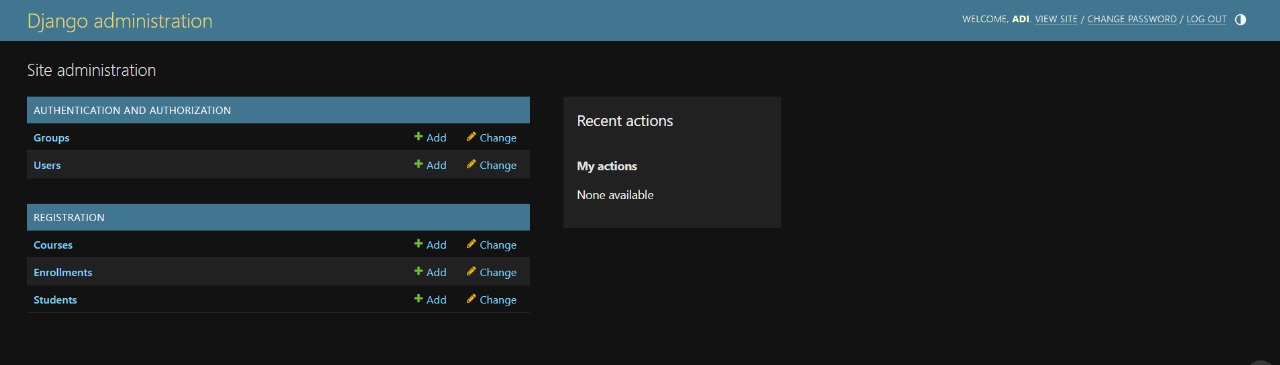 Django administration
WELCOME, ADI. VIEW SITE / CHANGE PASSWORD / LOG OUT
Site administration
AUTHENTICATION AND AUTHORIZATION
Groups Add Change
Users Add Change
REGISTRATION
Courses Add Change
Enrollments Add Change
Students Add Change
Recent actions
My actions
None available